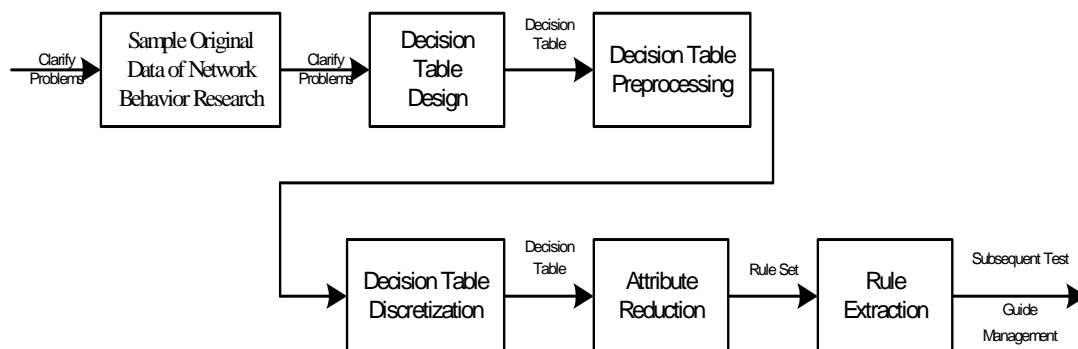 Clarify
Problems
Sample Original
Data of Network
Behavior Research
Clarify
Problems
Decision
Table
Design
Decision
Table
Decision Table
Preprocessing
Decision Table
Discretization
Decision
Table
Attribute
Reduction
Rule Set
Rule
Extraction
Subsequent Test
Guide
Management